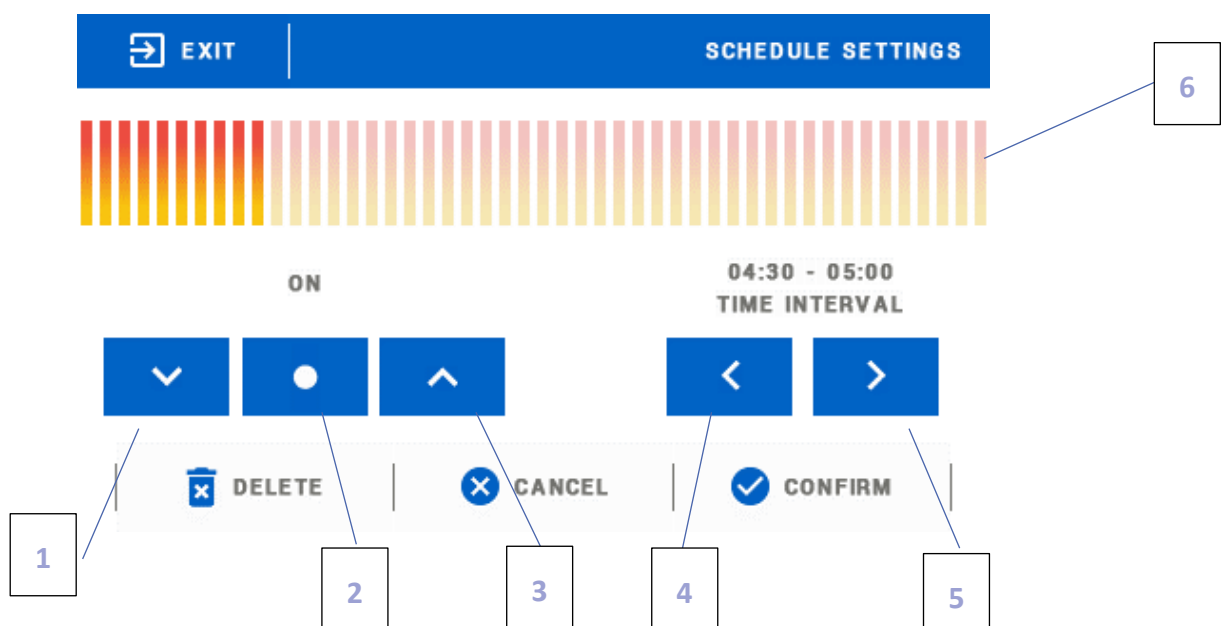 EXIT
SCHEDULE SETTINGS
6
ON
04:30 - 05:00
TIME INTERVAL
DELETE
CANCEL
CONFIRM
1
2
3
4
5